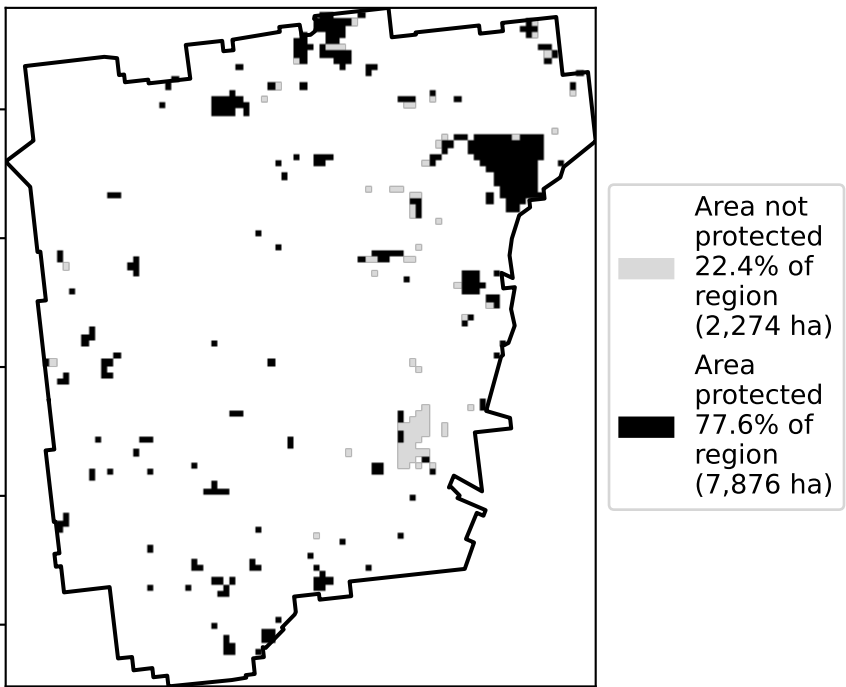 Area not
protected
22.4% of
region
(2,274 ha)
Area
protected
77.6% of
region
(7,876 ha)